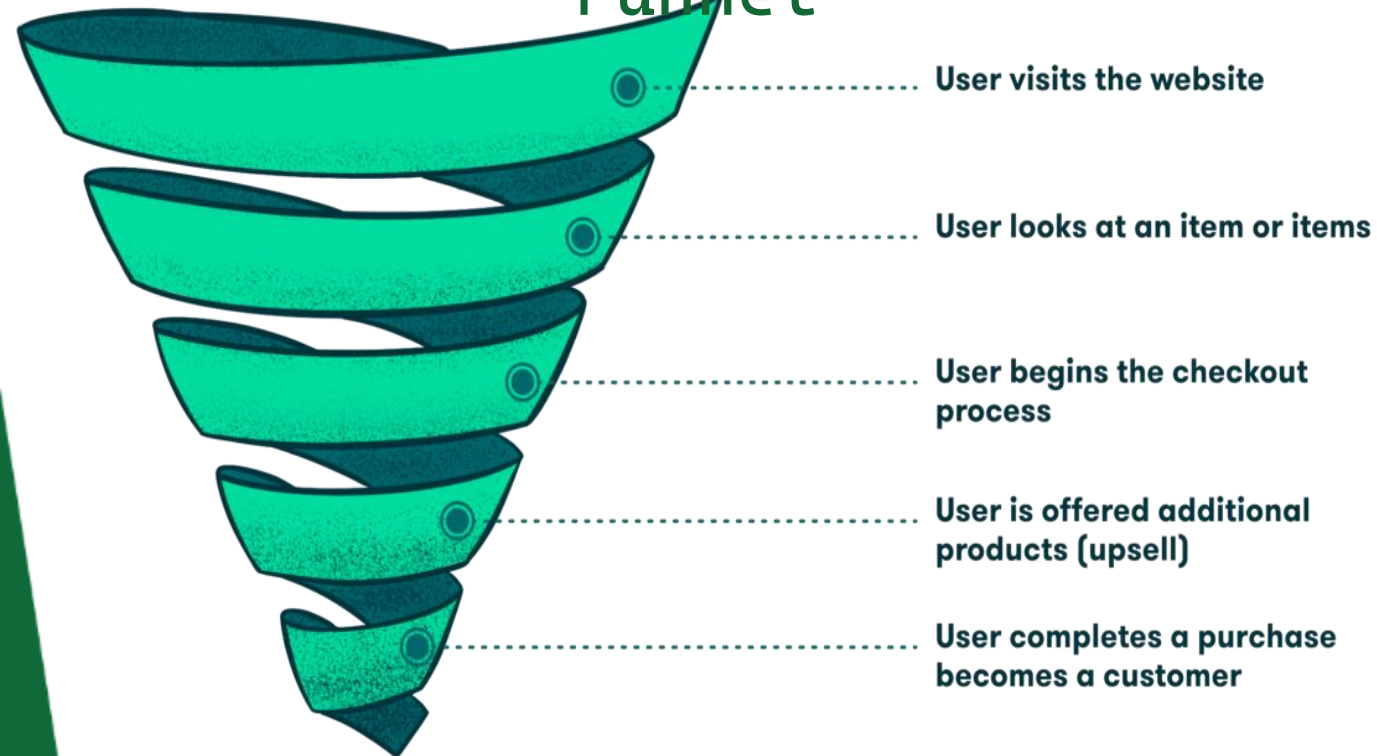 Funnel
User visits the website
User looks at an item or items
User begins the checkout
process
User is offered additional
products (upsell)
User completes a purchase
becomes a customer